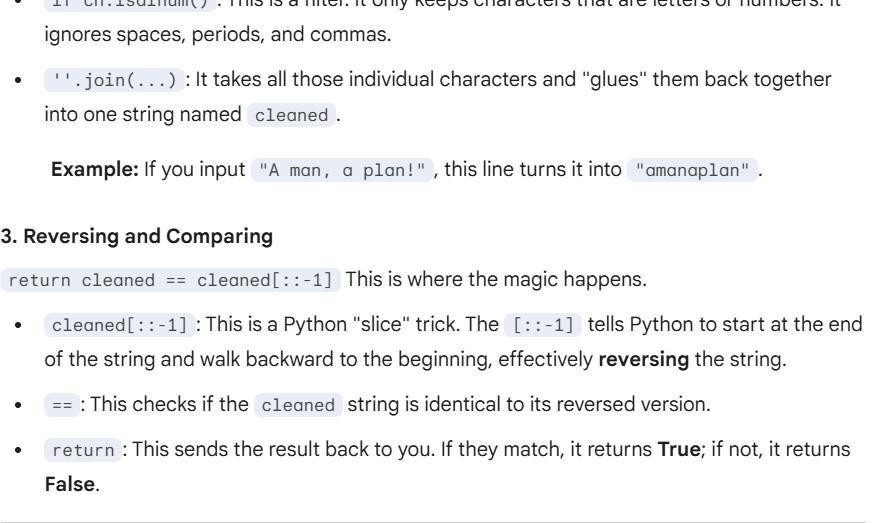 if ch.isalnum() : This is a filter. It only keeps characters that are letters or numbers. It
ignores spaces, periods, and commas.
''.join(...) : It takes all those individual characters and "glues" them back together
into one string named cleaned .
Example: If you input "A man, a plan!" , this line turns it into "amanaplan" .
3. Reversing and Comparing
return cleaned == cleaned[::-1] This is where the magic happens.
cleaned[::-1] : This is a Python "slice" trick. The [::-1] tells Python to start at the end
of the string and walk backward to the beginning, effectively reversing the string.
== : This checks if the cleaned string is identical to its reversed version.
return : This sends the result back to you. If they match, it returns True; if not, it returns
False.